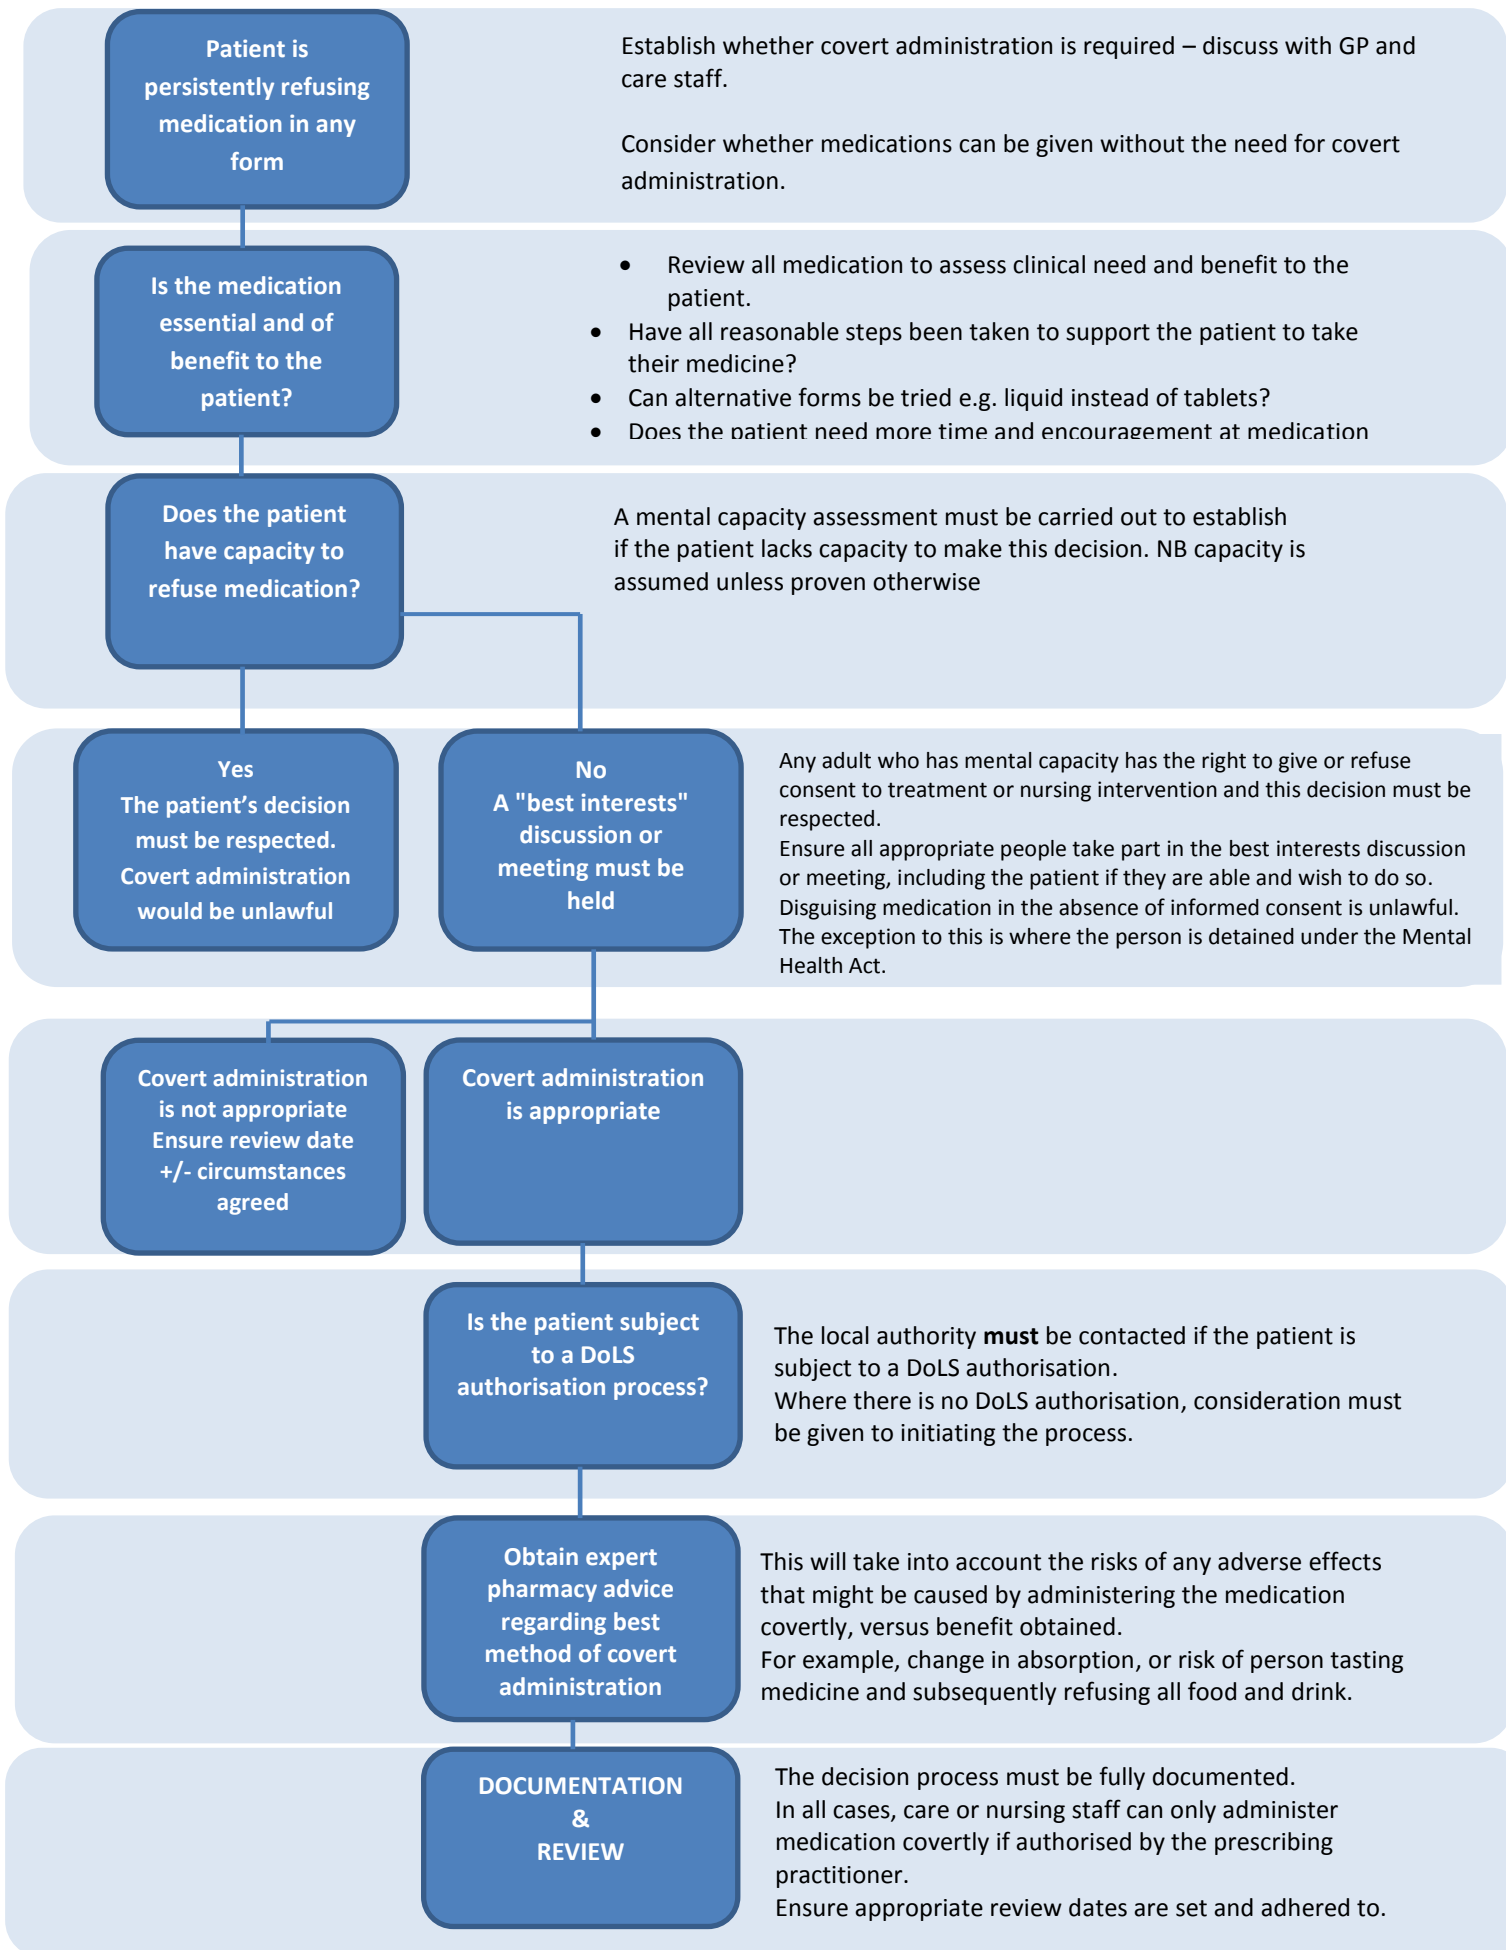 Patient is
persistently refusing
medication in any
form
Establish whether covert administration is required – discuss with GP and
care staff.
Consider whether medications can be given without the need for covert
administration.
Is the medication
essential and of
benefit to the
patient?
• Review all medication to assess clinical need and benefit to the
patient.
• Have all reasonable steps been taken to support the patient to take
their medicine?
• Can alternative forms be tried e.g. liquid instead of tablets?
• Does the patient need more time and encouragement at medication
Does the patient
have capacity to
refuse medication?
A mental capacity assessment must be carried out to establish
if the patient lacks capacity to make this decision. NB capacity is
assumed unless proven otherwise
Yes
The patient’s decision
must be respected.
Covert administration
would be unlawful
No
A "best interests"
discussion or
meeting must be
held
Any adult who has mental capacity has the right to give or refuse
consent to treatment or nursing intervention and this decision must be
respected.
Ensure all appropriate people take part in the best interests discussion
or meeting, including the patient if they are able and wish to do so.
Disguising medication in the absence of informed consent is unlawful.
The exception to this is where the person is detained under the Mental
Health Act.
Covert administration
is not appropriate
Ensure review date
+/- circumstances
agreed
Covert administration
is appropriate
Is the patient subject
to a DoLS
authorisation process?
The local authority must be contacted if the patient is
subject to a DoLS authorisation.
Where there is no DoLS authorisation, consideration must
be given to initiating the process.
Obtain expert
pharmacy advice
regarding best
method of covert
administration
This will take into account the risks of any adverse effects
that might be caused by administering the medication
covertly, versus benefit obtained.
For example, change in absorption, or risk of person tasting
medicine and subsequently refusing all food and drink.
DOCUMENTATION
&
REVIEW
The decision process must be fully documented.
In all cases, care or nursing staff can only administer
medication covertly if authorised by the prescribing
practitioner.
Ensure appropriate review dates are set and adhered to.